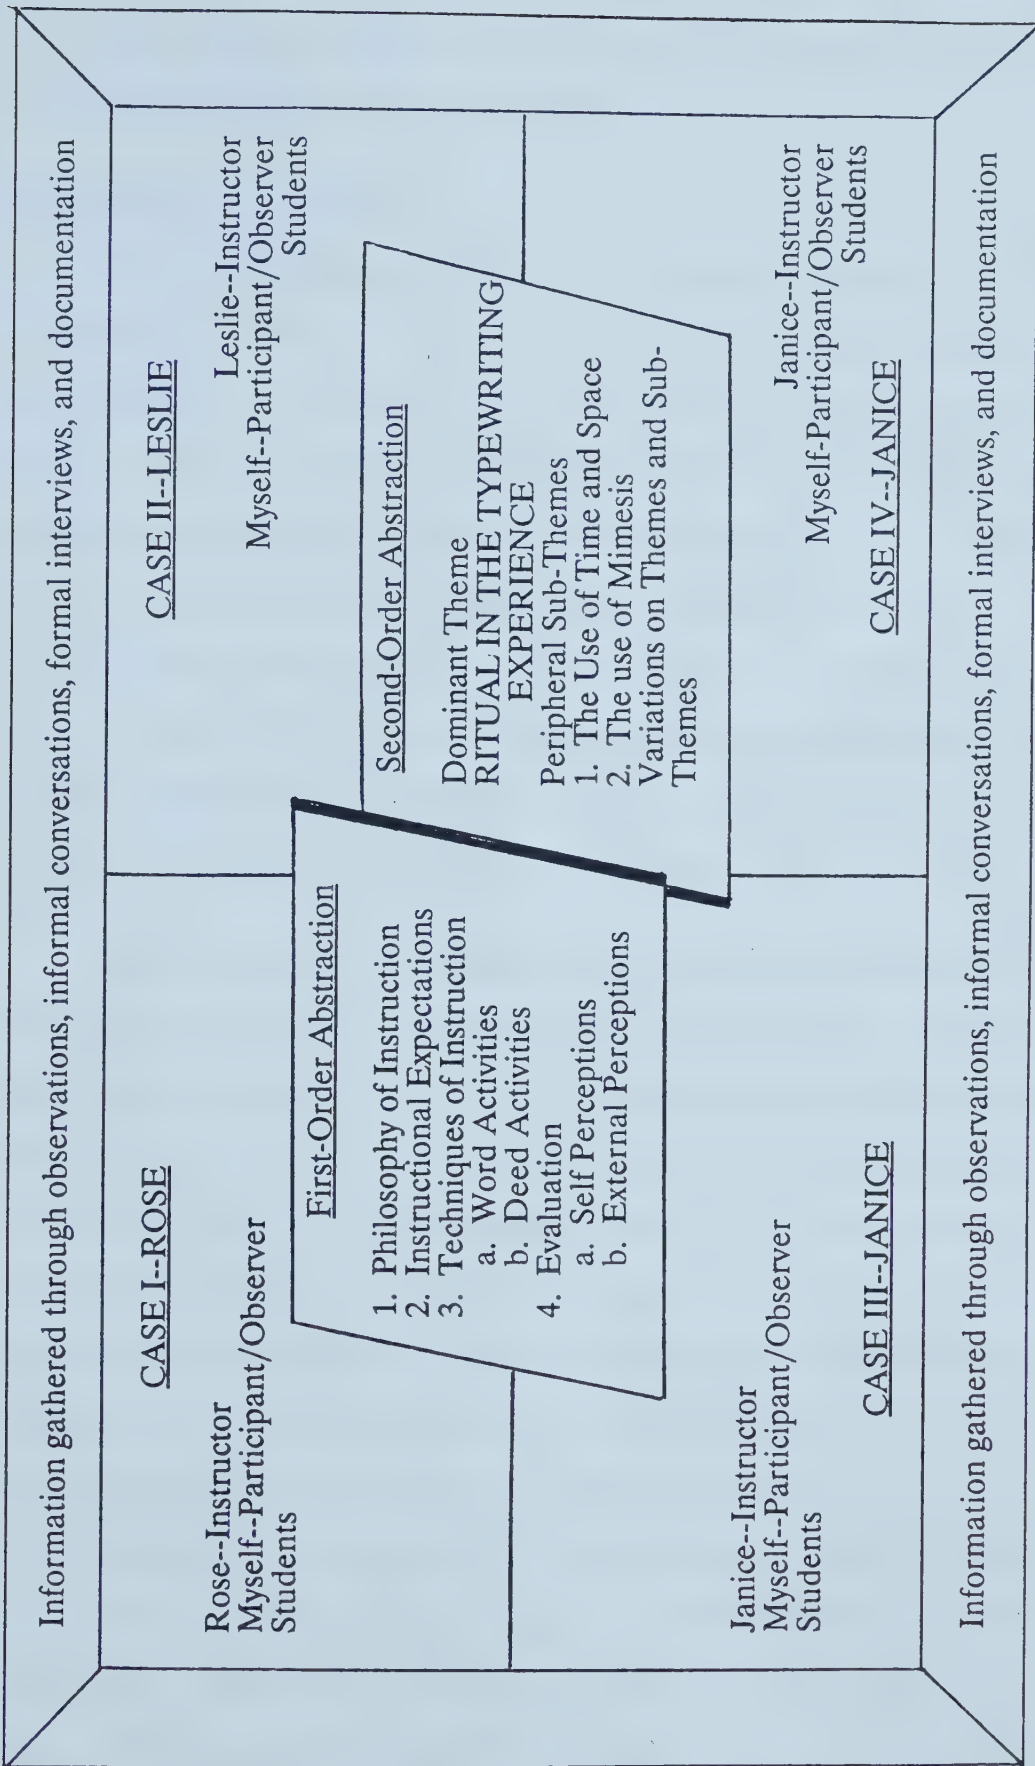 Information gathered through observations, informal conversations, formal interviews, and documentation
CASE I--ROSE
Rose--Instructor
Myself--Participant/Observer
Students
CASE II--LESLIE
Leslie--Instructor
Myself--Participant/Observer
Students
First-Order Abstraction
1. Philosophy of Instruction
2. Instructional Expectations
3. Techniques of Instruction
a. Word Activities
b. Deed Activities
4. Evaluation
a. Self Perceptions
b. External Perceptions
Second-Order Abstraction
Dominant Theme
RITUAL IN THE TYPEWRITING
EXPERIENCE
Peripheral Sub-Themes
1. The Use of Time and Space
2. The use of Mimesis
Variations on Themes and Sub-
Themes
Janice--Instructor
Myself--Participant/Observer
Students
CASE III--JANICE
Janice--Instructor
Myself-Participant/Observer
Students
CASE IV--JANICE
Information gathered through observations, informal conversations, formal interviews, and documentation